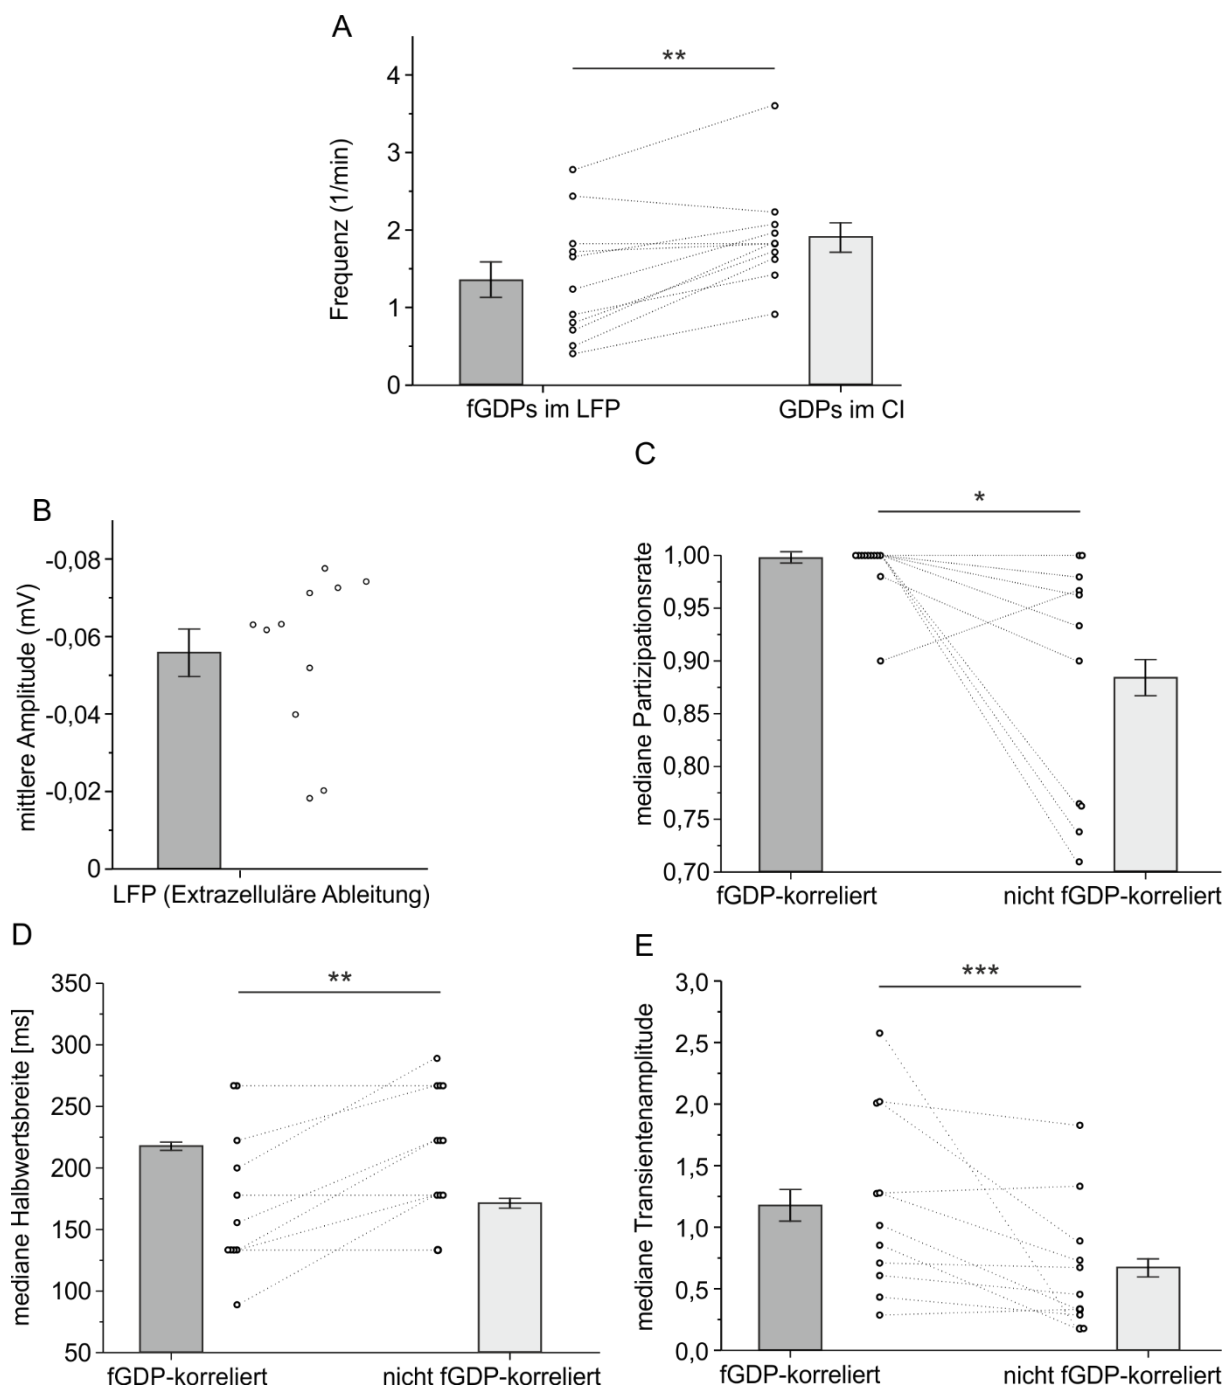 A
**
Frequenz (1/min)
4
3
2
1
0
fGDPs im LFP
GDPs im CI
B
mittlere Amplitude (mV)
-0,08
-0,06
-0,04
-0,02
0
LFP (Extrazelluläre Ableitung)
C
*
mediane Partizipationsrate
1,00
0,95
0,90
0,85
0,80
0,75
0,70
fGDP-korreliert
nicht fGDP-korreliert
D
**
mediane Halbwertsbreite [ms]
350
300
250
200
150
100
50
fGDP-korreliert
nicht fGDP-korreliert
E
***
mediane Transientenamplitude
3,0
2,5
2,0
1,5
1,0
0,5
0,0
fGDP-korreliert
nicht fGDP-korreliert